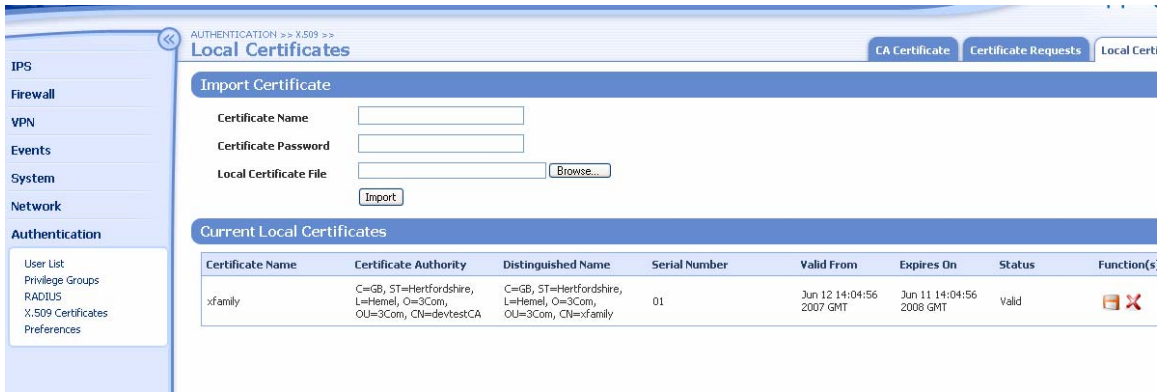 AUTHENTICATION >> X.509 >>
Local Certificates
CA Certificate
Certificate Requests
Local Certi
IPS
Firewall
VPN
Events
System
Network
Authentication
User List
Privilege Groups
RADIUS
X.509 Certificates
Preferences
Import Certificate
Certificate Name
Certificate Password
Local Certificate File
Browse...
Import
Current Local Certificates
Certificate Name Certificate Authority Distinguished Name Serial Number Valid From Expires On Status Function(s)
xfamily
C=GB, ST=Hertfordshire,
L=Hemel, O=3Com,
OU=3Com, CN=devtestCA
C=GB, ST=Hertfordshire,
L=Hemel, O=3Com,
OU=3Com, CN=xfamily
01
Jun 12 14:04:56
2007 GMT
Jun 11 14:04:56
2008 GMT
Valid